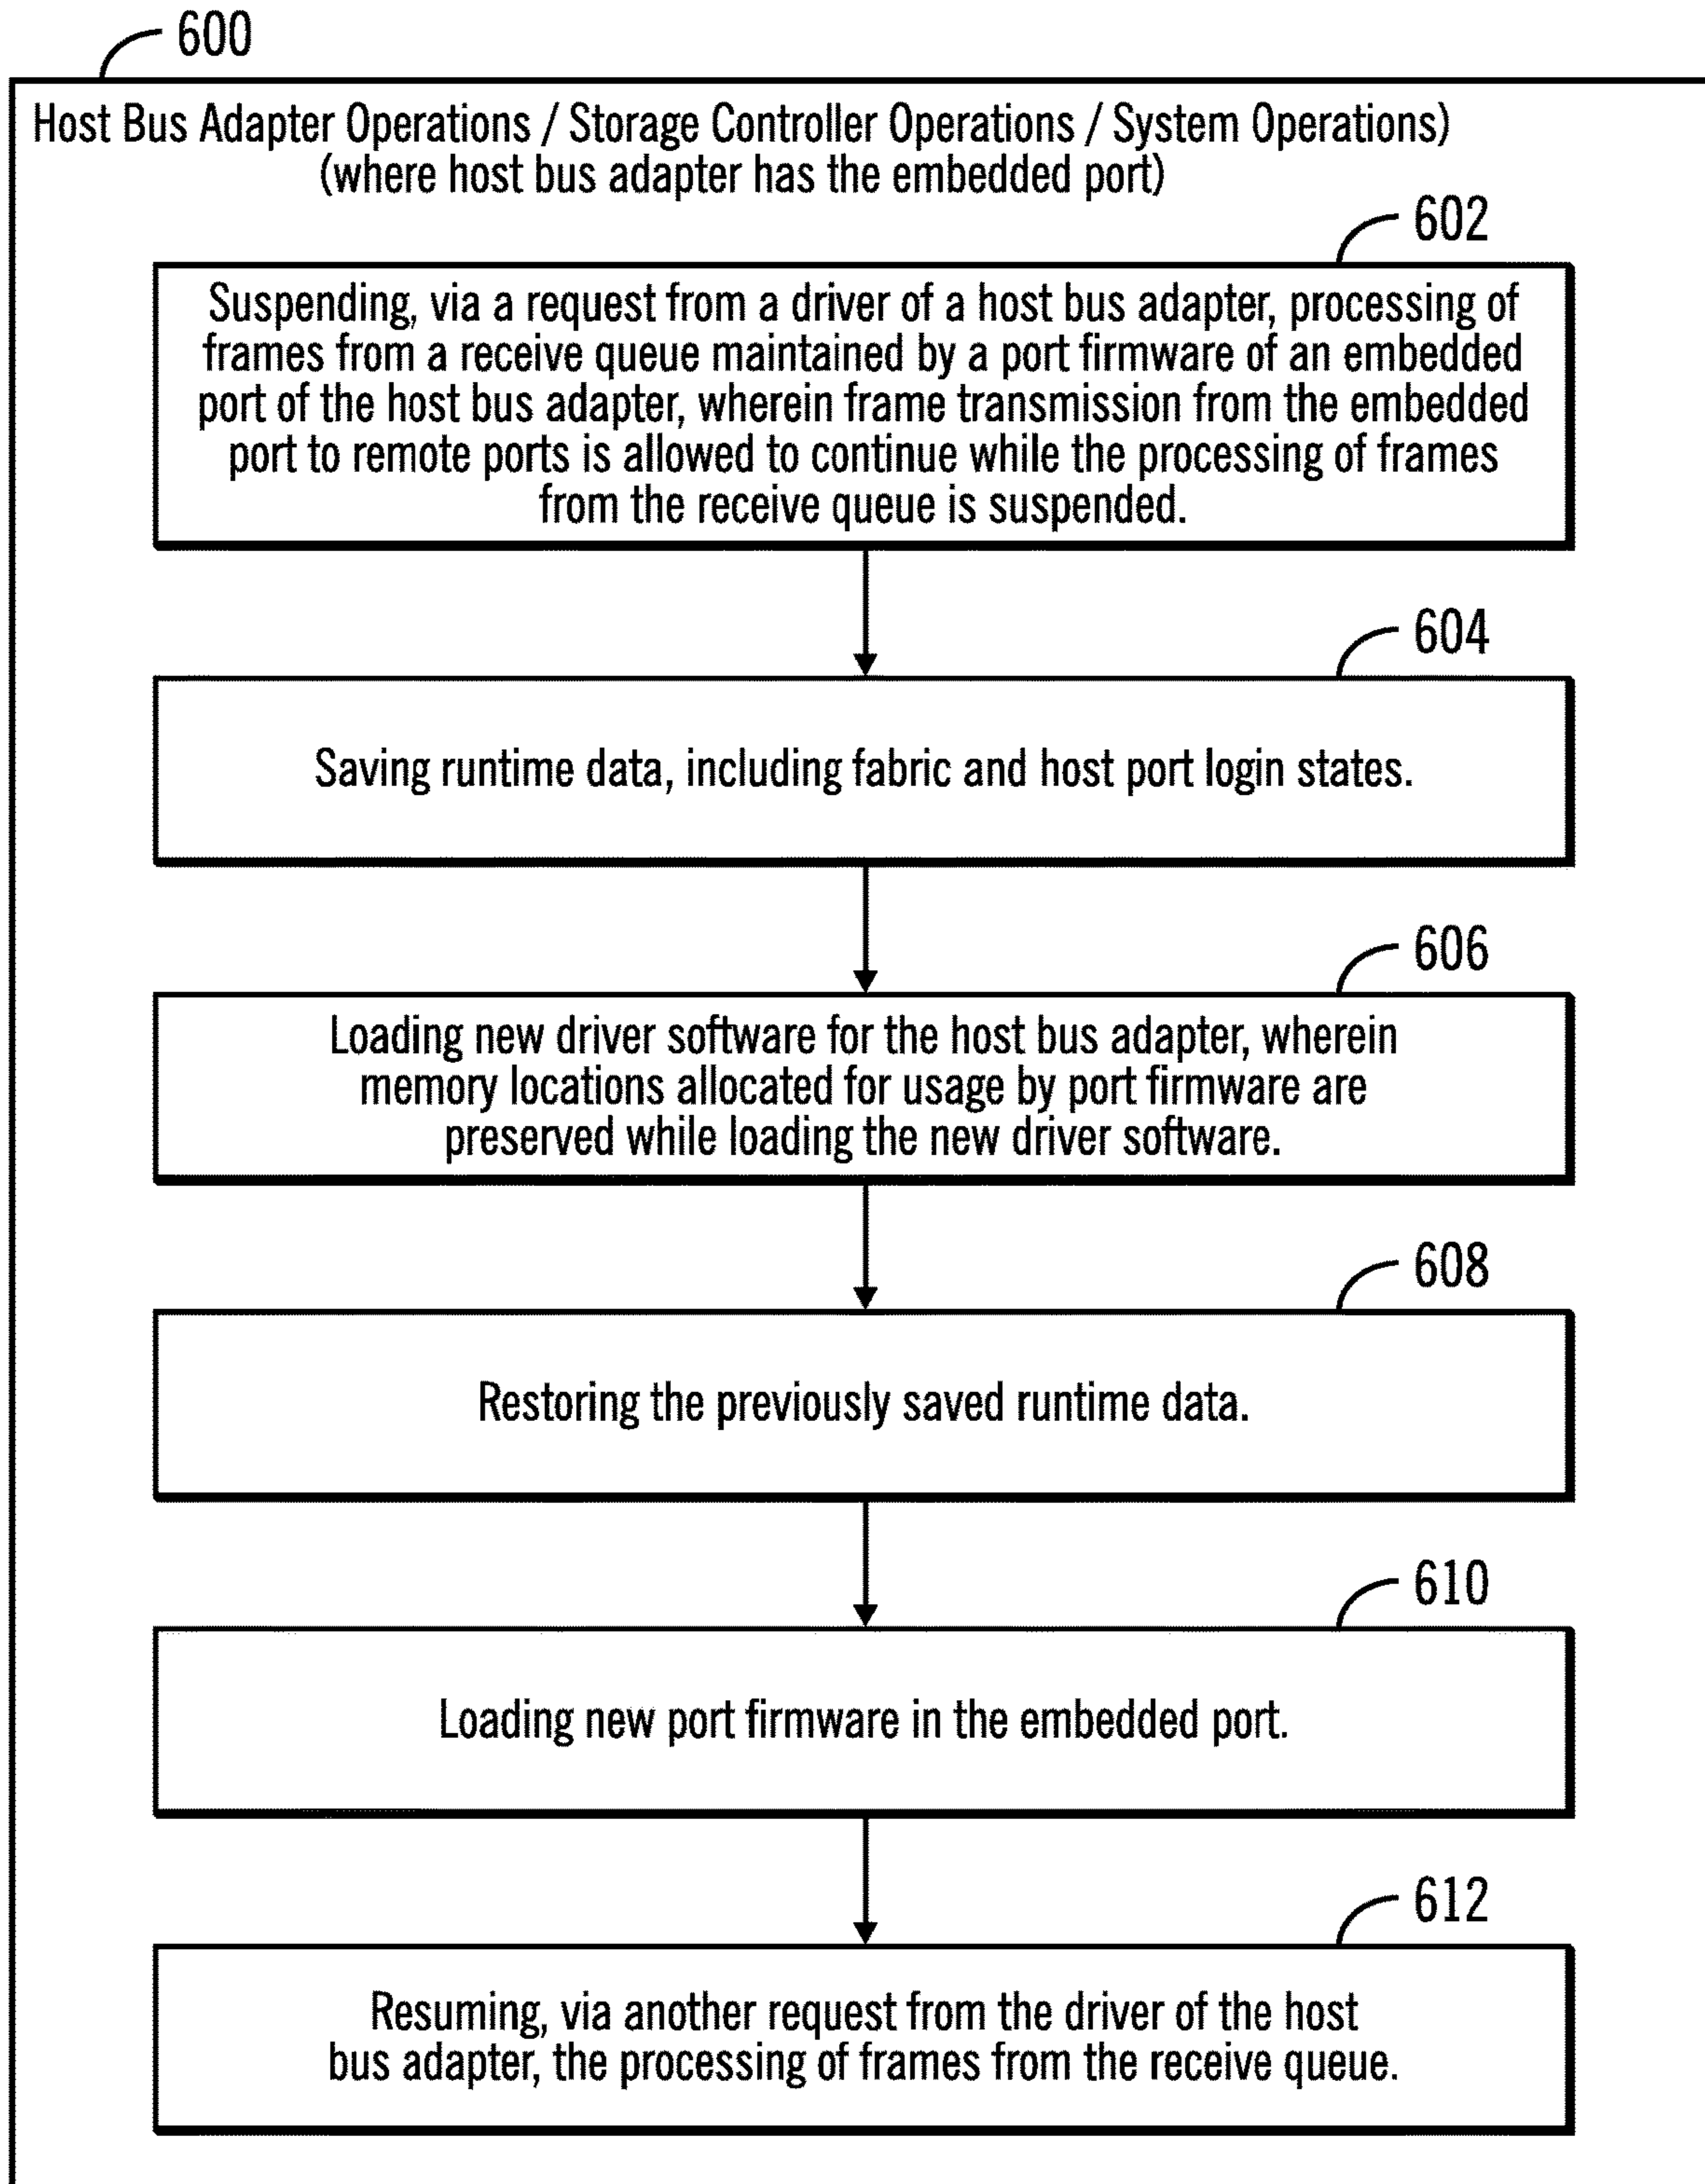 600
Host Bus Adapter Operations / Storage Controller Operations / System Operations)
(where host bus adapter has the embedded port)
602
Suspending, via a request from a driver of a host bus adapter, processing of
frames from a receive queue maintained by a port firmware of an embedded
port of the host bus adapter, wherein frame transmission from the embedded
port to remote ports is allowed to continue while the processing of frames
from the receive queue is suspended.
604
Saving runtime data, including fabric and host port login states.
606
Loading new driver software for the host bus adapter, wherein
memory locations allocated for usage by port firmware are
preserved while loading the new driver software.
608
Restoring the previously saved runtime data.
610
Loading new port firmware in the embedded port.
612
Resuming, via another request from the driver of the host
bus adapter, the processing of frames from the receive queue.